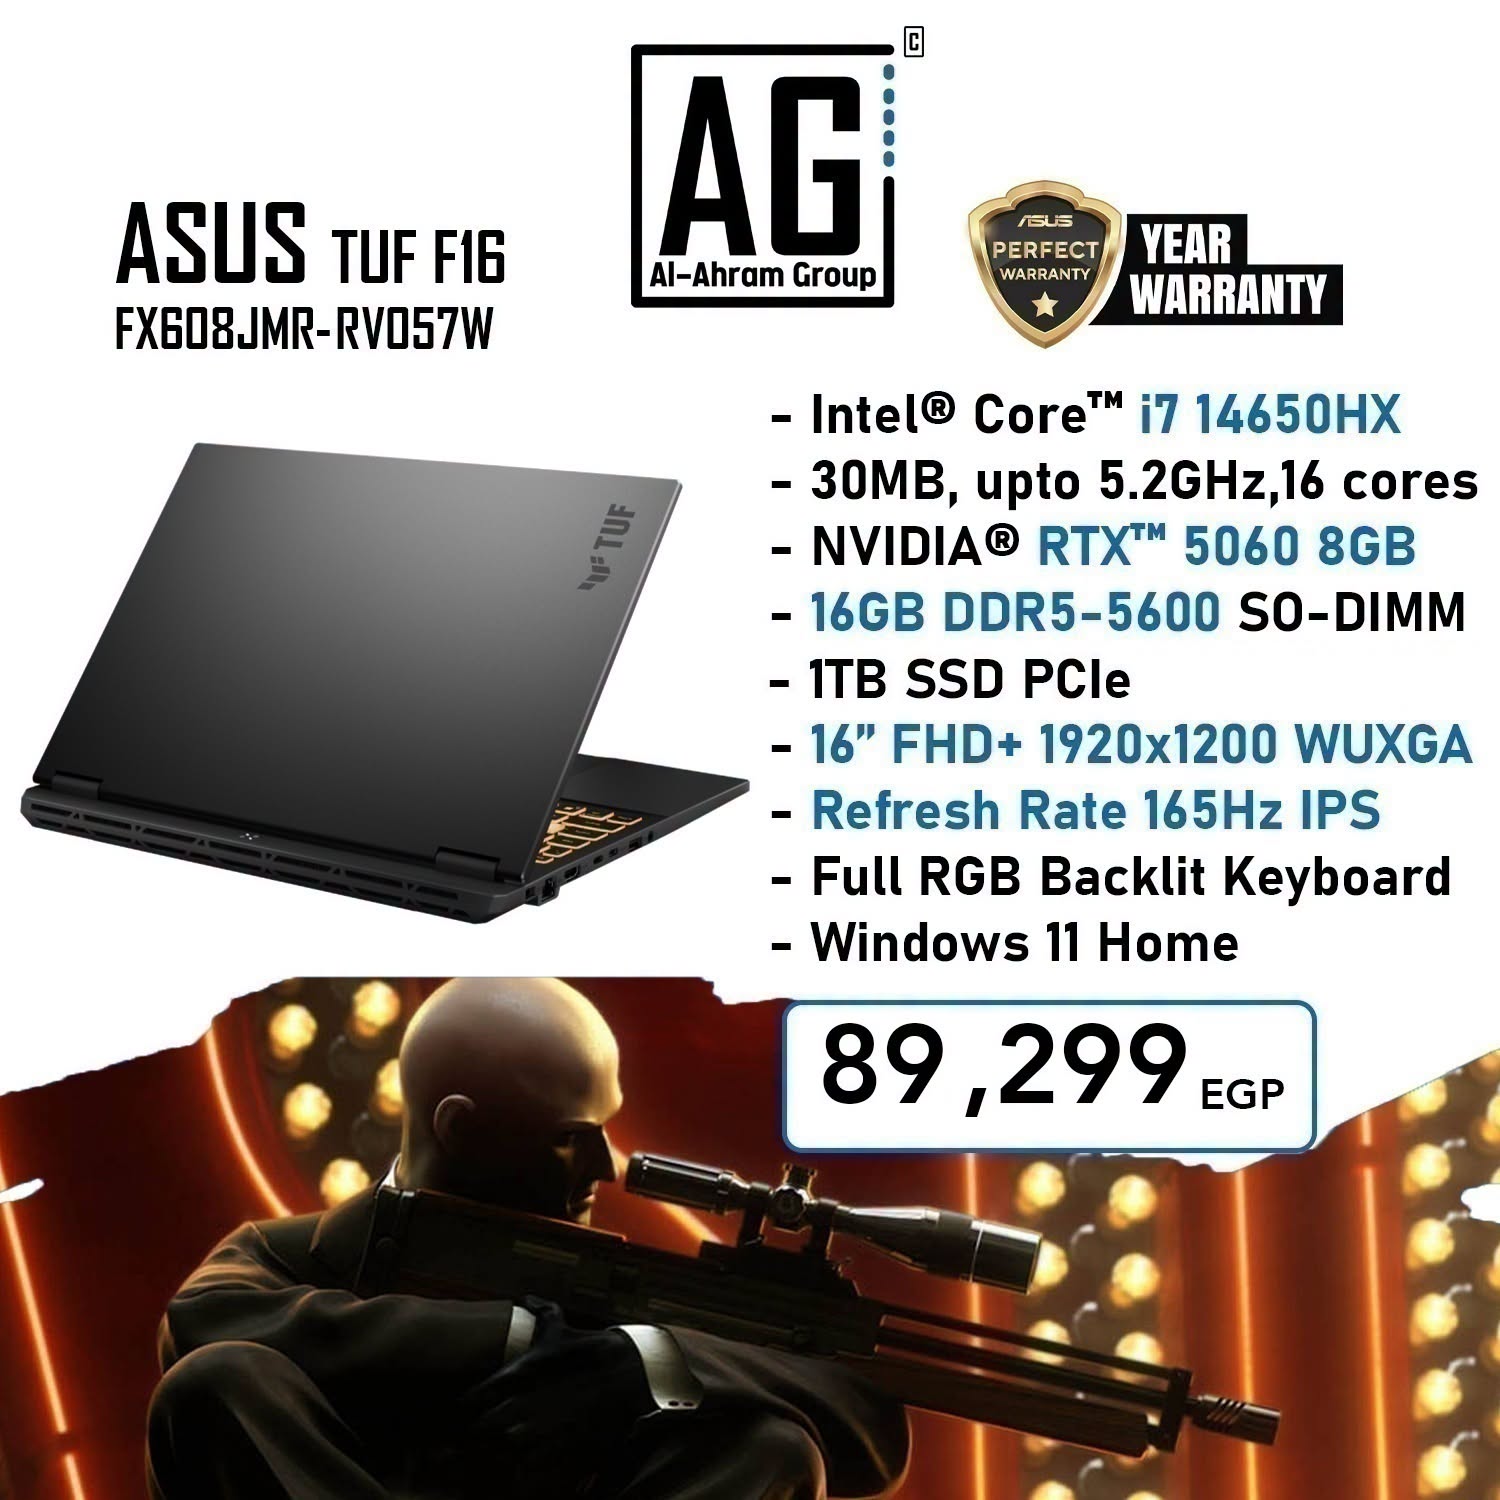 C
AG
Al-Ahram Group
ASUS TUF F16
FX608JMR-RV057W
ASUS
PERFECT
WARRANTY
YEAR
WARRANTY
TUF
- Intel® Core™ i7 14650HX
- 30MB, upto 5.2GHz,16 cores
- NVIDIA® RTX™ 5060 8GB
- 16GB DDR5-5600 SO-DIMM
- 1TB SSD PCIe
- 16” FHD+ 1920x1200 WUXGA
- Refresh Rate 165Hz IPS
- Full RGB Backlit Keyboard
- Windows 11 Home
89,299 EGP